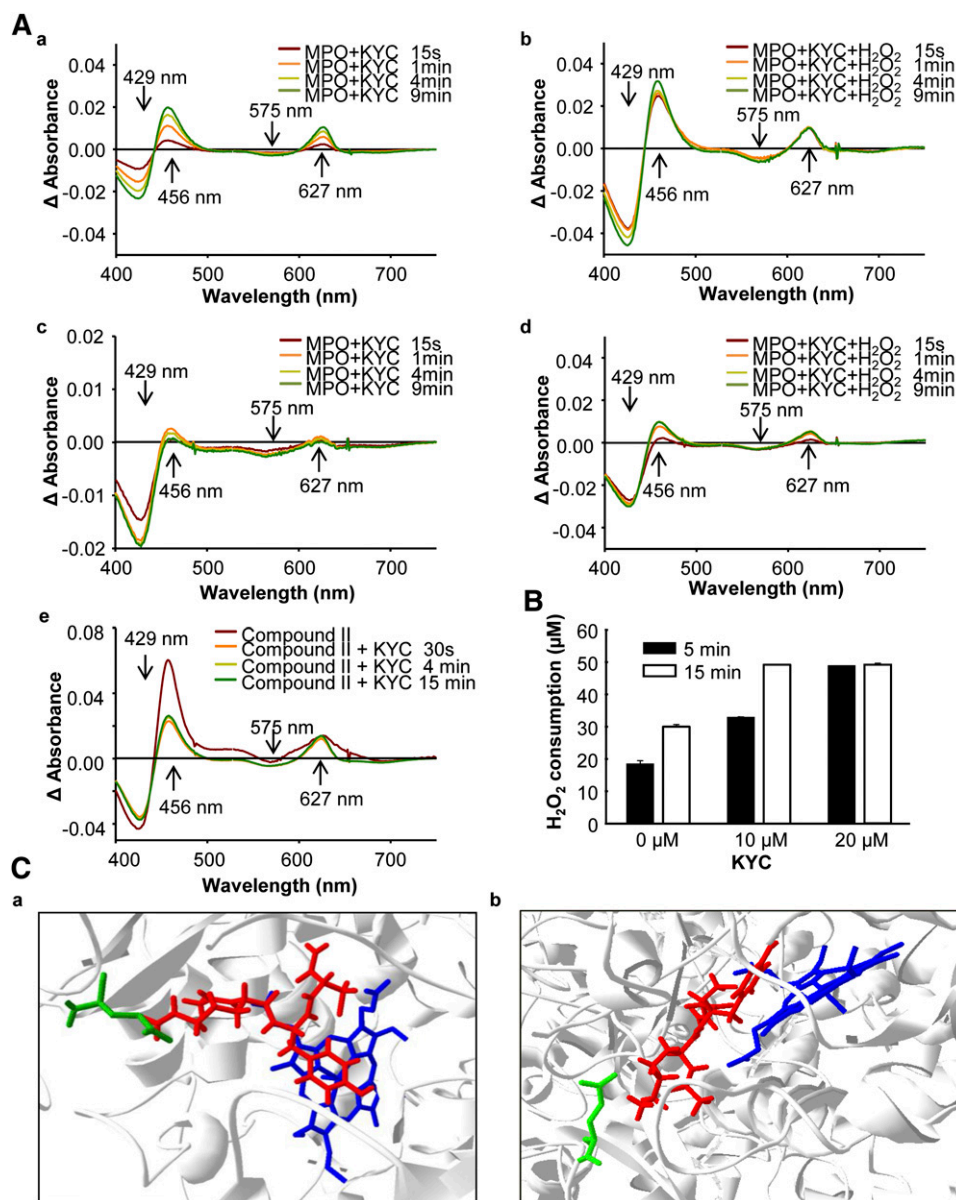 A
a
MPO+KYC 15s
MPO+KYC 1min
MPO+KYC 4min
MPO+KYC 9min
429 nm
575 nm
456 nm
627 nm
0.04
0.02
0.00
-0.02
-0.04
Δ Absorbance
400 500 600 700
Wavelength (nm)
b
MPO+KYC+H₂O₂ 15s
MPO+KYC+H₂O₂ 1min
MPO+KYC+H₂O₂ 4min
MPO+KYC+H₂O₂ 9min
429 nm
575 nm
456 nm
627 nm
0.04
0.02
0.00
-0.02
-0.04
Δ Absorbance
400 500 600 700
Wavelength (nm)
c
MPO+KYC 15s
MPO+KYC 1min
MPO+KYC 4min
MPO+KYC 9min
429 nm
575 nm
456 nm
627 nm
0.02
0.01
0.00
-0.01
-0.02
Δ Absorbance
400 500 600 700
Wavelength (nm)
d
MPO+KYC+H₂O₂ 15s
MPO+KYC+H₂O₂ 1min
MPO+KYC+H₂O₂ 4min
MPO+KYC+H₂O₂ 9min
429 nm
575 nm
456 nm
627 nm
0.04
0.02
0.00
-0.02
-0.04
Δ Absorbance
400 500 600 700
Wavelength (nm)
e
Compound II
Compound II + KYC 30s
Compound II + KYC 4 min
Compound II + KYC 15 min
429 nm
575 nm
456 nm
627 nm
0.08
0.04
0.00
-0.04
Δ Absorbance
400 500 600 700
Wavelength (nm)
B
5 min
15 min
60
50
40
30
20
10
0
H₂O₂ consumption (µM)
0 µM 10 µM 20 µM
KYC
C
a
b